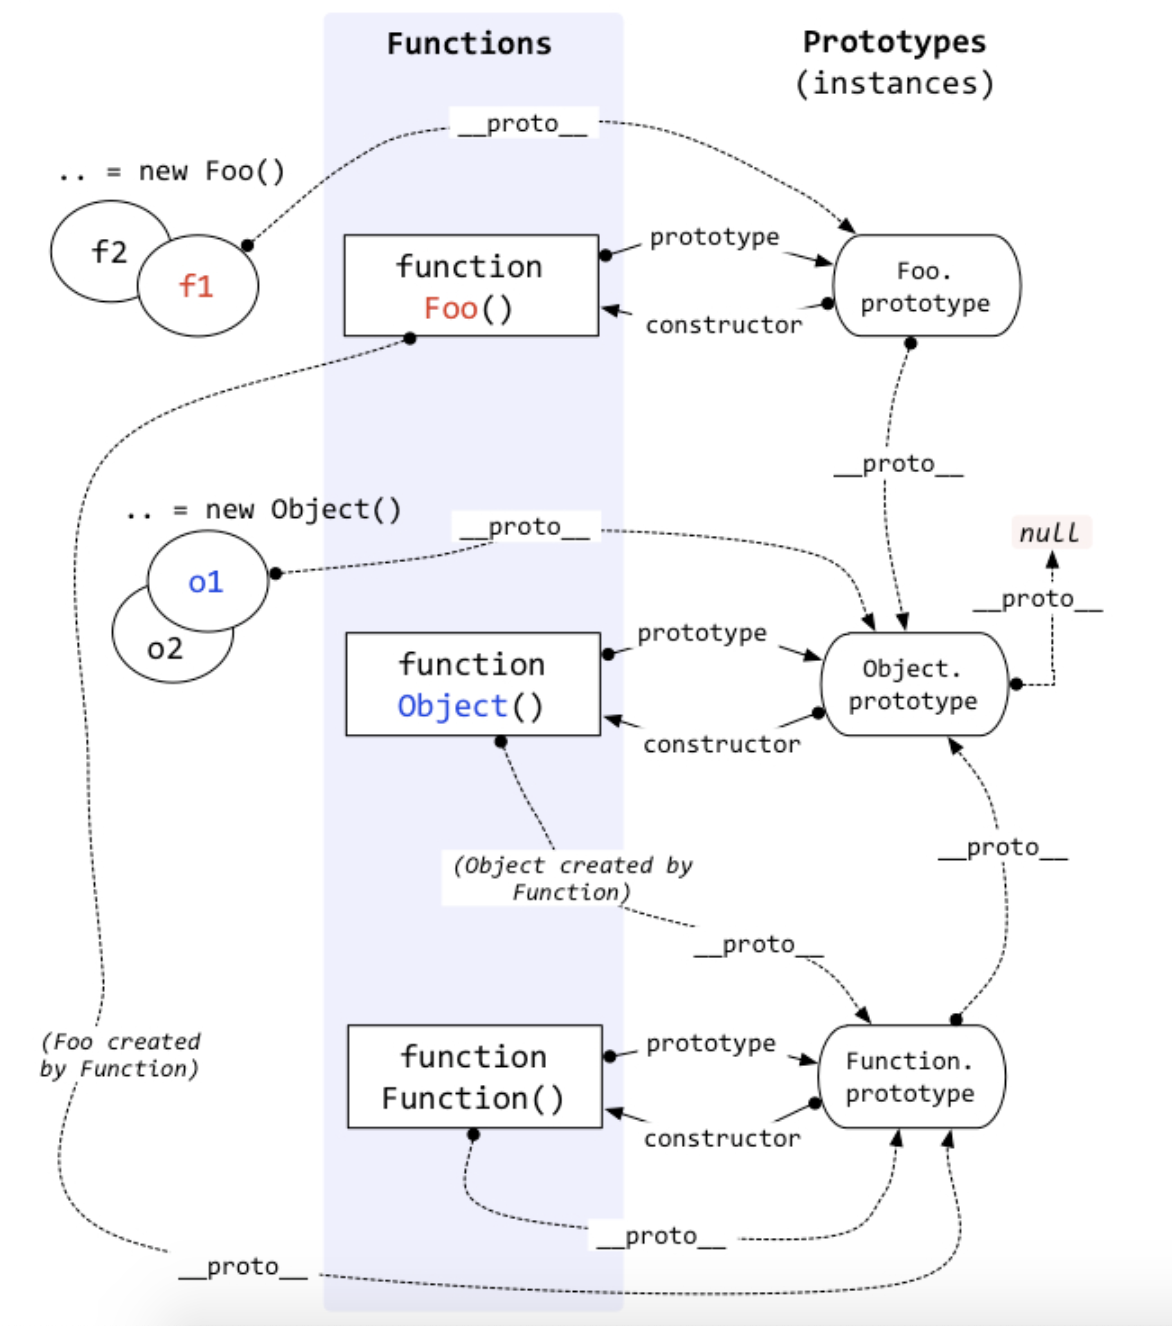 Functions
Prototypes
(instances)
__proto__
.. = new Foo()
f2
f1
function
Foo()
prototype
constructor
Foo.
prototype
__proto__
.. = new Object()
__proto__
null
__proto__
o1
o2
function
Object()
prototype
constructor
Object.
prototype
(Object created by
Function)
__proto__
__proto__
(Foo created
by Function)
function
Function()
prototype
constructor
Function.
prototype
__proto__
__proto__